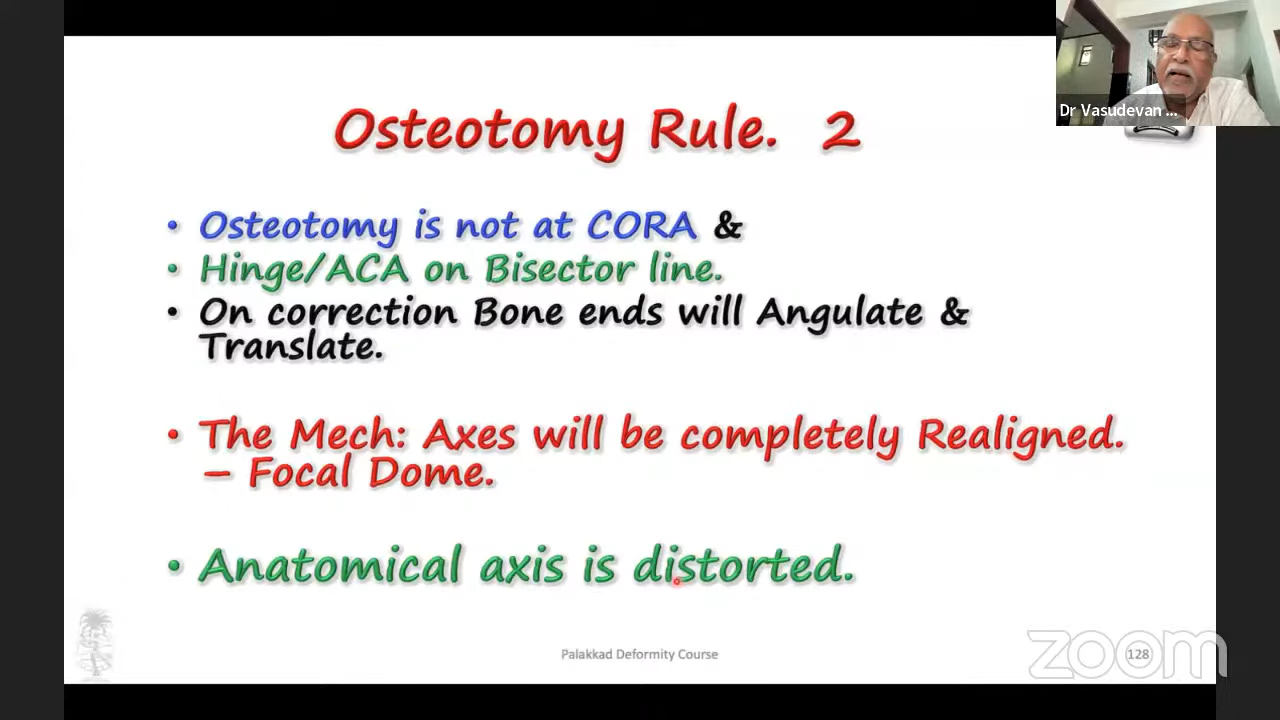 Dr Vasudevan ...
Osteotomy Rule. 2
• Osteotomy is not at CORA &
• Hinge/ACA on Bisector line.
• On correction Bone ends will Angulate &
Translate.
• The Mech: Axes will be completely Realigned.
– Focal Dome.
• Anatomical axis is distorted.
Palakkad Deformity Course
128
zoom